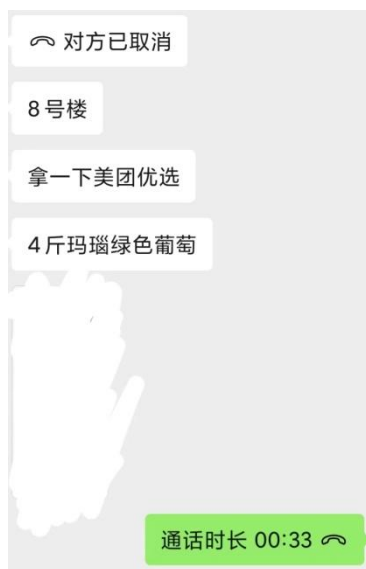 对方已取消
8号楼
拿一下美团优选
4斤玛瑙绿色葡萄
通话时长 00:33